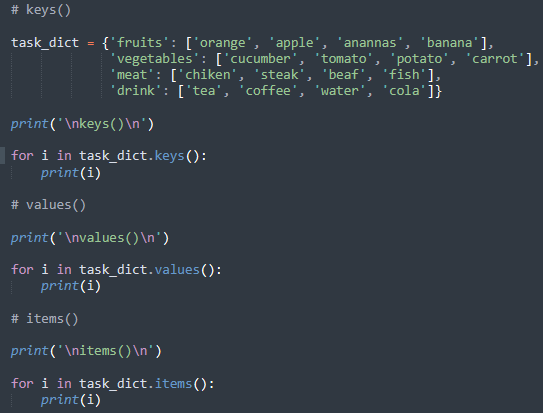 # keys()
task_dict = {'fruits': ['orange', 'apple', 'anannas', 'banana'],
'vegetables': ['cucumber', 'tomato', 'potato', 'carrot'],
'meat': ['chiken', 'steak', 'beaf', 'fish'],
'drink': ['tea', 'coffee', 'water', 'cola']}
print('\nkeys()\n')
for i in task_dict.keys():
print(i)
# values()
print('\nvalues()\n')
for i in task_dict.values():
print(i)
# items()
print('\nitems()\n')
for i in task_dict.items():
print(i)